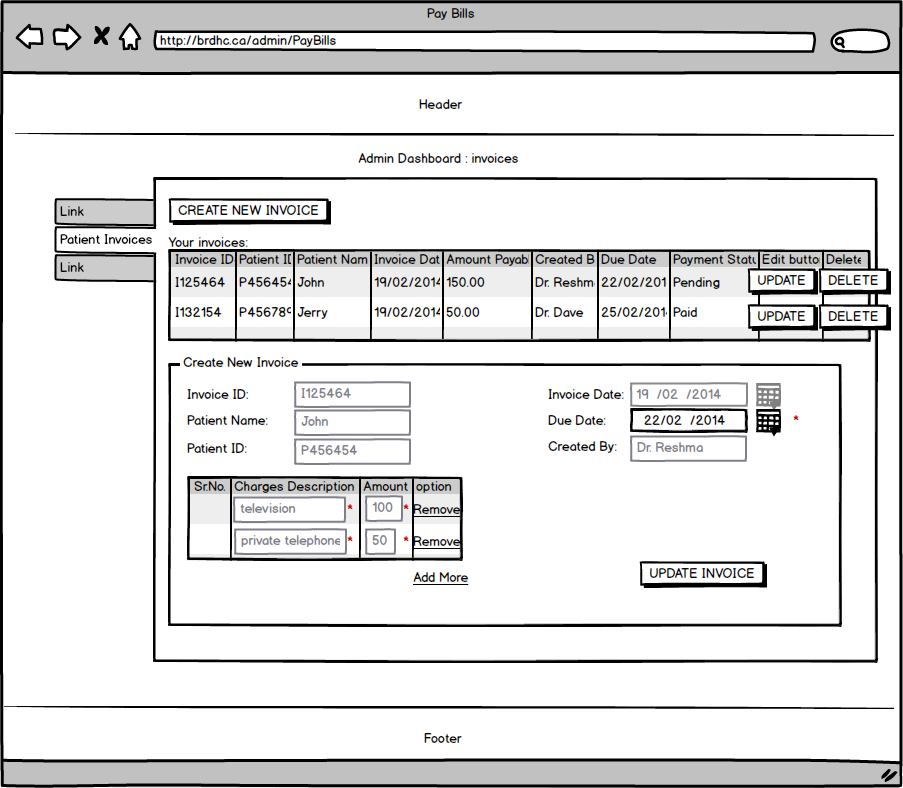 Pay Bills
http://brdhc.ca/admin/PayBills
Header
Admin Dashboard : invoices
Link
Patient Invoices
Link
CREATE NEW INVOICE
Your invoices:
Invoice ID Patient ID Patient Nam Invoice Dat Amount Payabl Created B Due Date Payment Statu Edit butto Delete
I125464 P456454 John 19/02/2014 150.00 Dr. Reshm 22/02/201 Pending UPDATE DELETE
I132154 P456789 Jerry 19/02/2014 50.00 Dr. Dave 25/02/201 Paid UPDATE DELETE
Create New Invoice
Invoice ID: I125464 Invoice Date: 19 /02 /2014
Patient Name: John Due Date: 22/02 /2014 *
Patient ID: P456454 Created By: Dr. Reshma
Sr.No. Charges Description Amount option
television * 100 * Remove
private telephone * 50 * Remove
Add More
UPDATE INVOICE
Footer